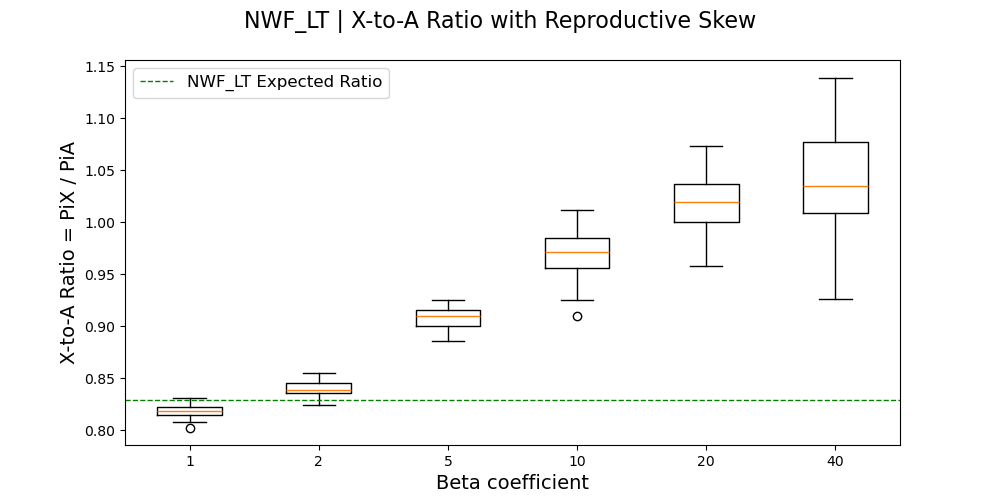 NWF_LT | X-to-A Ratio with Reproductive Skew
NWF_LT Expected Ratio
X-to-A Ratio = PiX / PiA
1.15
1.10
1.05
1.00
0.95
0.90
0.85
0.80
1 2 5 10 20 40
Beta coefficient